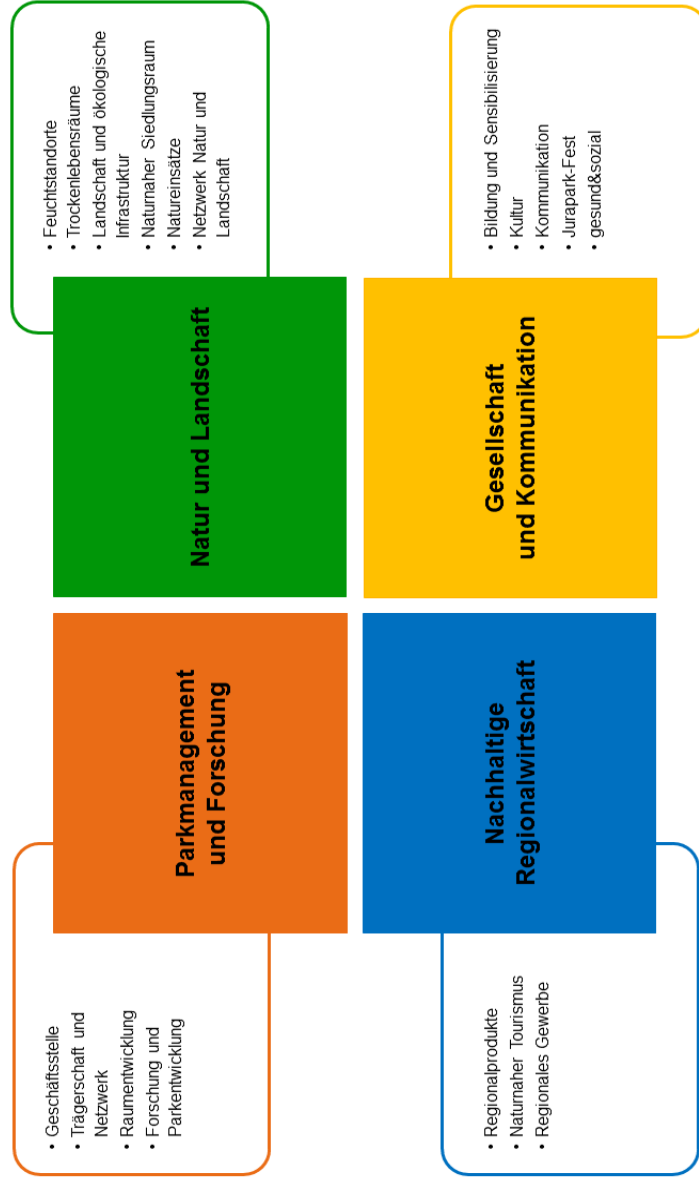 • Geschäftsstelle
• Trägerschaft und
Netzwerk
• Raumentwicklung
• Forschung und
Parkentwicklung
Parkmanagement
und Forschung
Natur und Landschaft
• Feuchtstandorte
• Trockenlebensräume
• Landschaft und ökologische
Infrastruktur
• Naturnaher Siedlungsraum
• Natureinsätze
• Netzwerk Natur und
Landschaft
• Regionalprodukte
• Naturnaher Tourismus
• Regionales Gewerbe
Nachhaltige
Regionalwirtschaft
Gesellschaft
und Kommunikation
• Bildung und Sensibilisierung
• Kultur
• Kommunikation
• Jurapark-Fest
• gesund&sozial